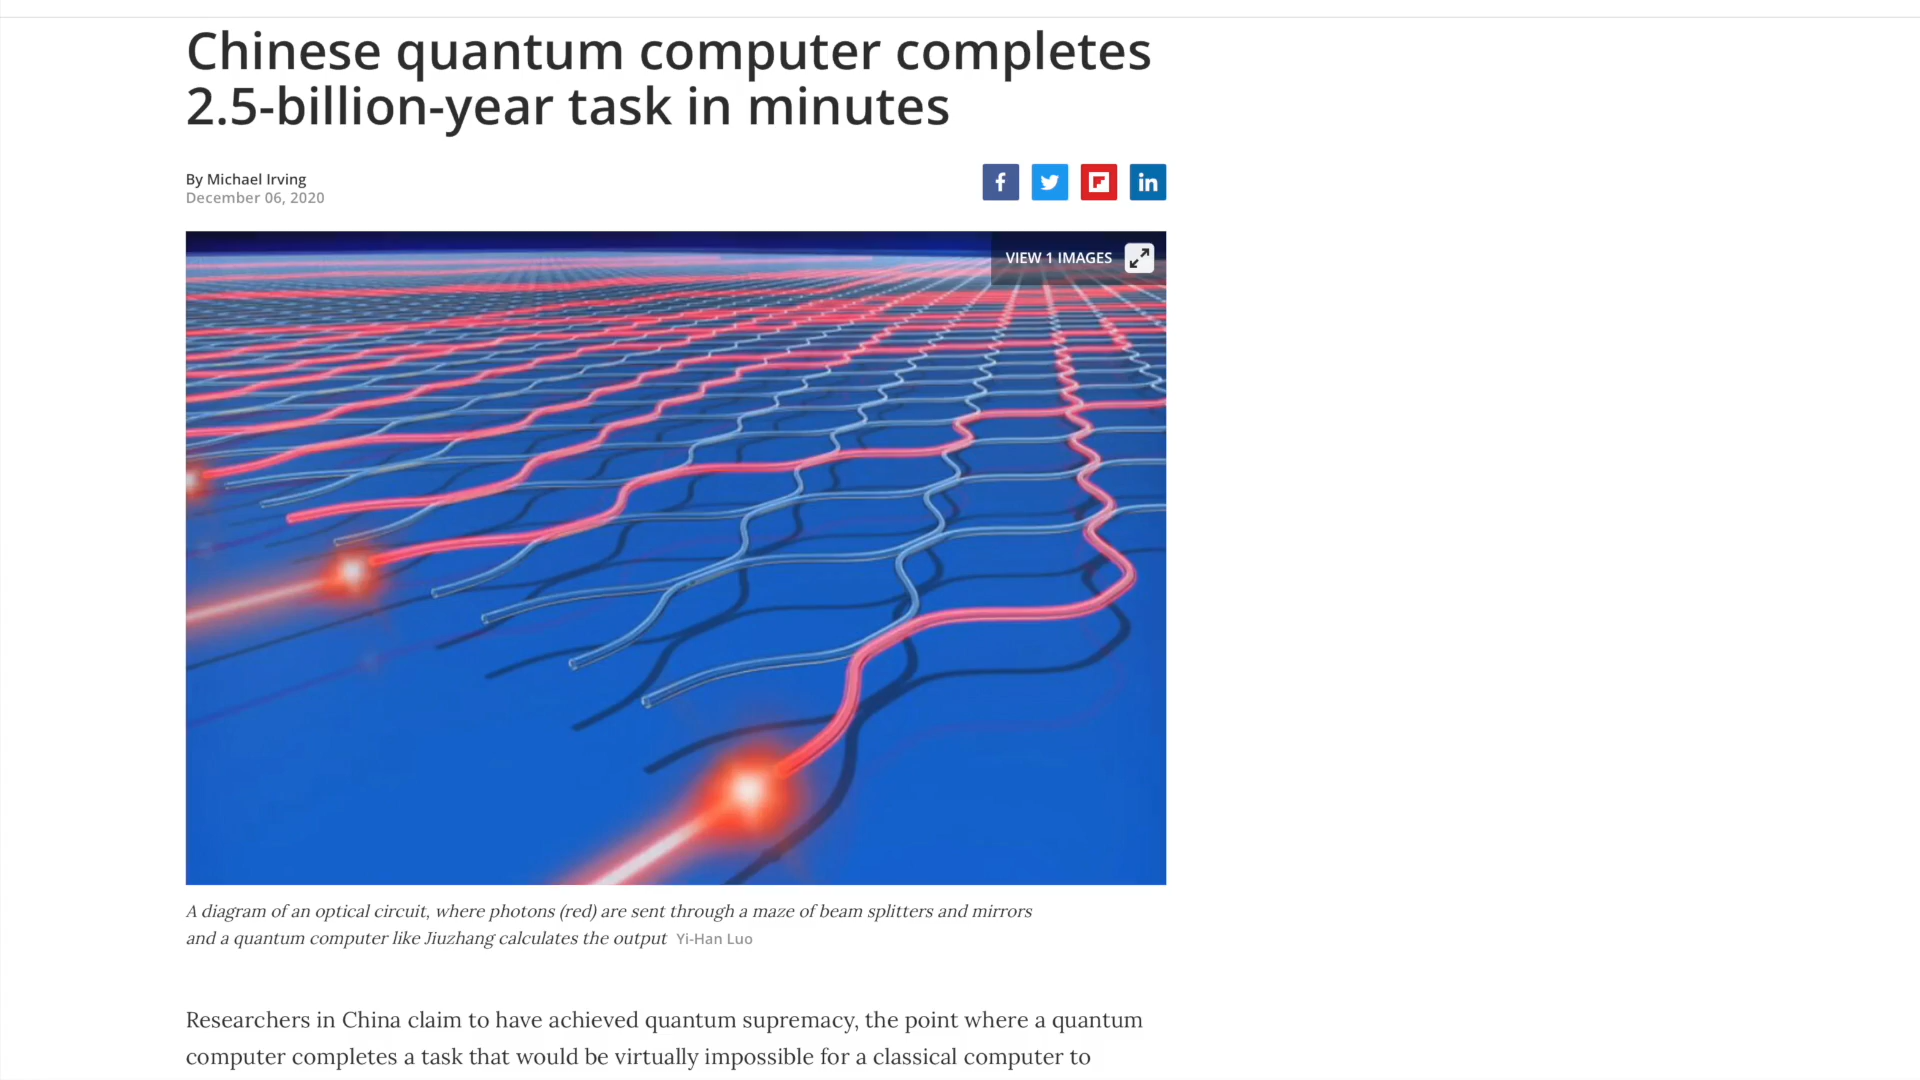 Chinese quantum computer completes
2.5-billion-year task in minutes
By Michael Irving
December 06, 2020
f
in
VIEW 1 IMAGES
A diagram of an optical circuit, where photons (red) are sent through a maze of beam splitters and mirrors
and a quantum computer like Jiuzhang calculates the output Yi-Han Luo
Researchers in China claim to have achieved quantum supremacy, the point where a quantum
computer completes a task that would be virtually impossible for a classical computer to